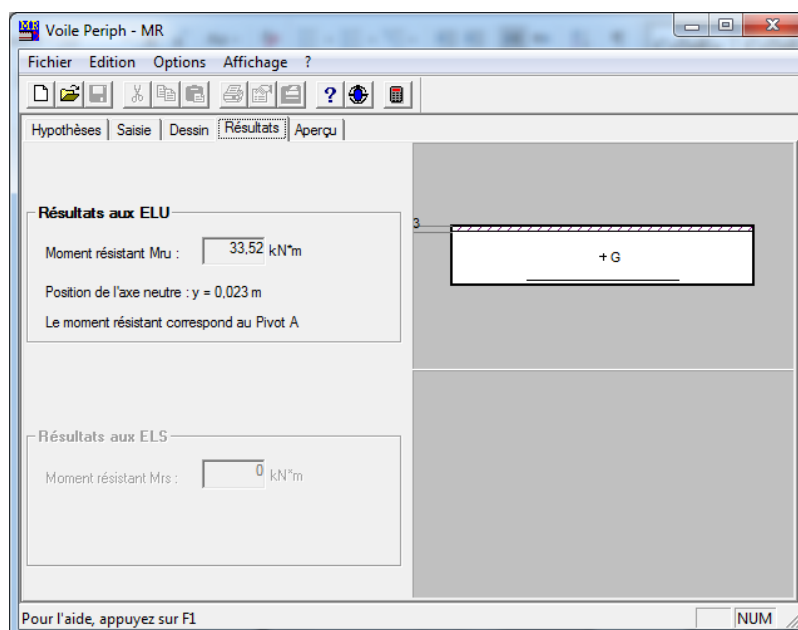 Voile Periph - MR
Fichier Edition Options Affichage ?
Hypothèses Saisie Dessin Résultats Aperçu
Résultats aux ELU
Moment résistant Mru : 33,52 kN*m
Position de l'axe neutre : y = 0,023 m
Le moment résistant correspond au Pivot A
3
+ G
Résultats aux ELS
Moment résistant Mrs : 0 kN*m
Pour l'aide, appuyez sur F1
NUM